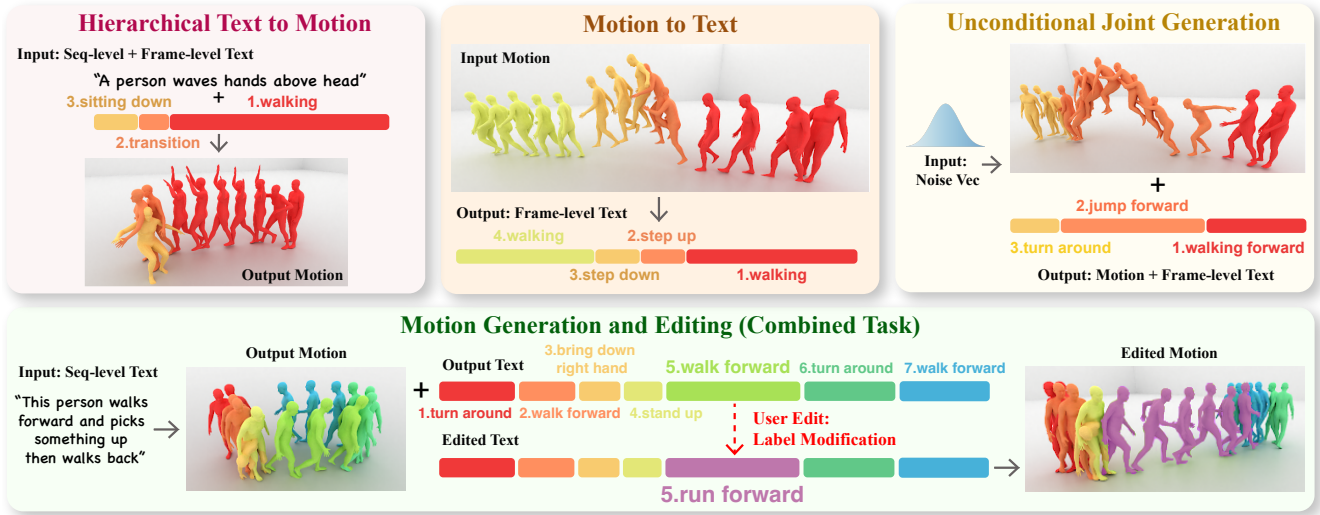 Hierarchical Text to Motion
Input: Seq-level + Frame-level Text
“A person waves hands above head”
+
3.sitting down
1.walking
2.transition
Output Motion
Motion to Text
Input Motion
Output: Frame-level Text
4.walking
2.step up
3.step down
1.walking
Unconditional Joint Generation
Input:
Noise Vec
+
2.jump forward
3.turn around
1.walking forward
Output: Motion + Frame-level Text
Motion Generation and Editing (Combined Task)
Input: Seq-level Text
“This person walks
forward and picks
something up
then walks back”
Output Motion
+
Output Text
3.bring down
right hand
5.walk forward
6.turn around
7.walk forward
1.turn around
2.walk forward
4.stand up
User Edit:
Label Modification
Edited Text
5.run forward
Edited Motion